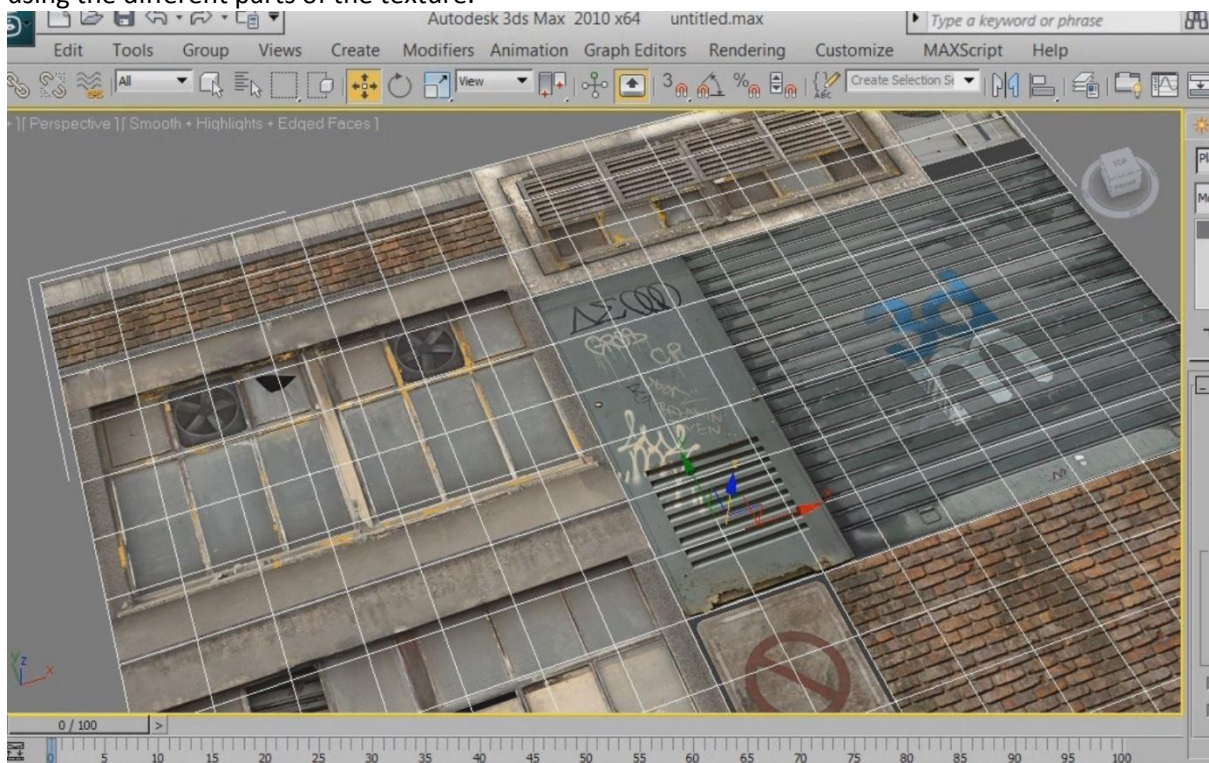 using the different parts of the texture.
Autodesk 3ds Max 2010 x64 untitled.max
Type a keyword or phrase
Edit Tools Group Views Create Modifiers Animation Graph Editors Rendering Customize MAXScript Help
All
View
3
Create Selection Se
+ ] [ Perspective ] [ Smooth + Highlights + Edged Faces ]
TOP
3d
m
C.P
z
x
0 / 100
0 5 10 15 20 25 30 35 40 45 50 55 60 65 70 75 80 85 90 95 100